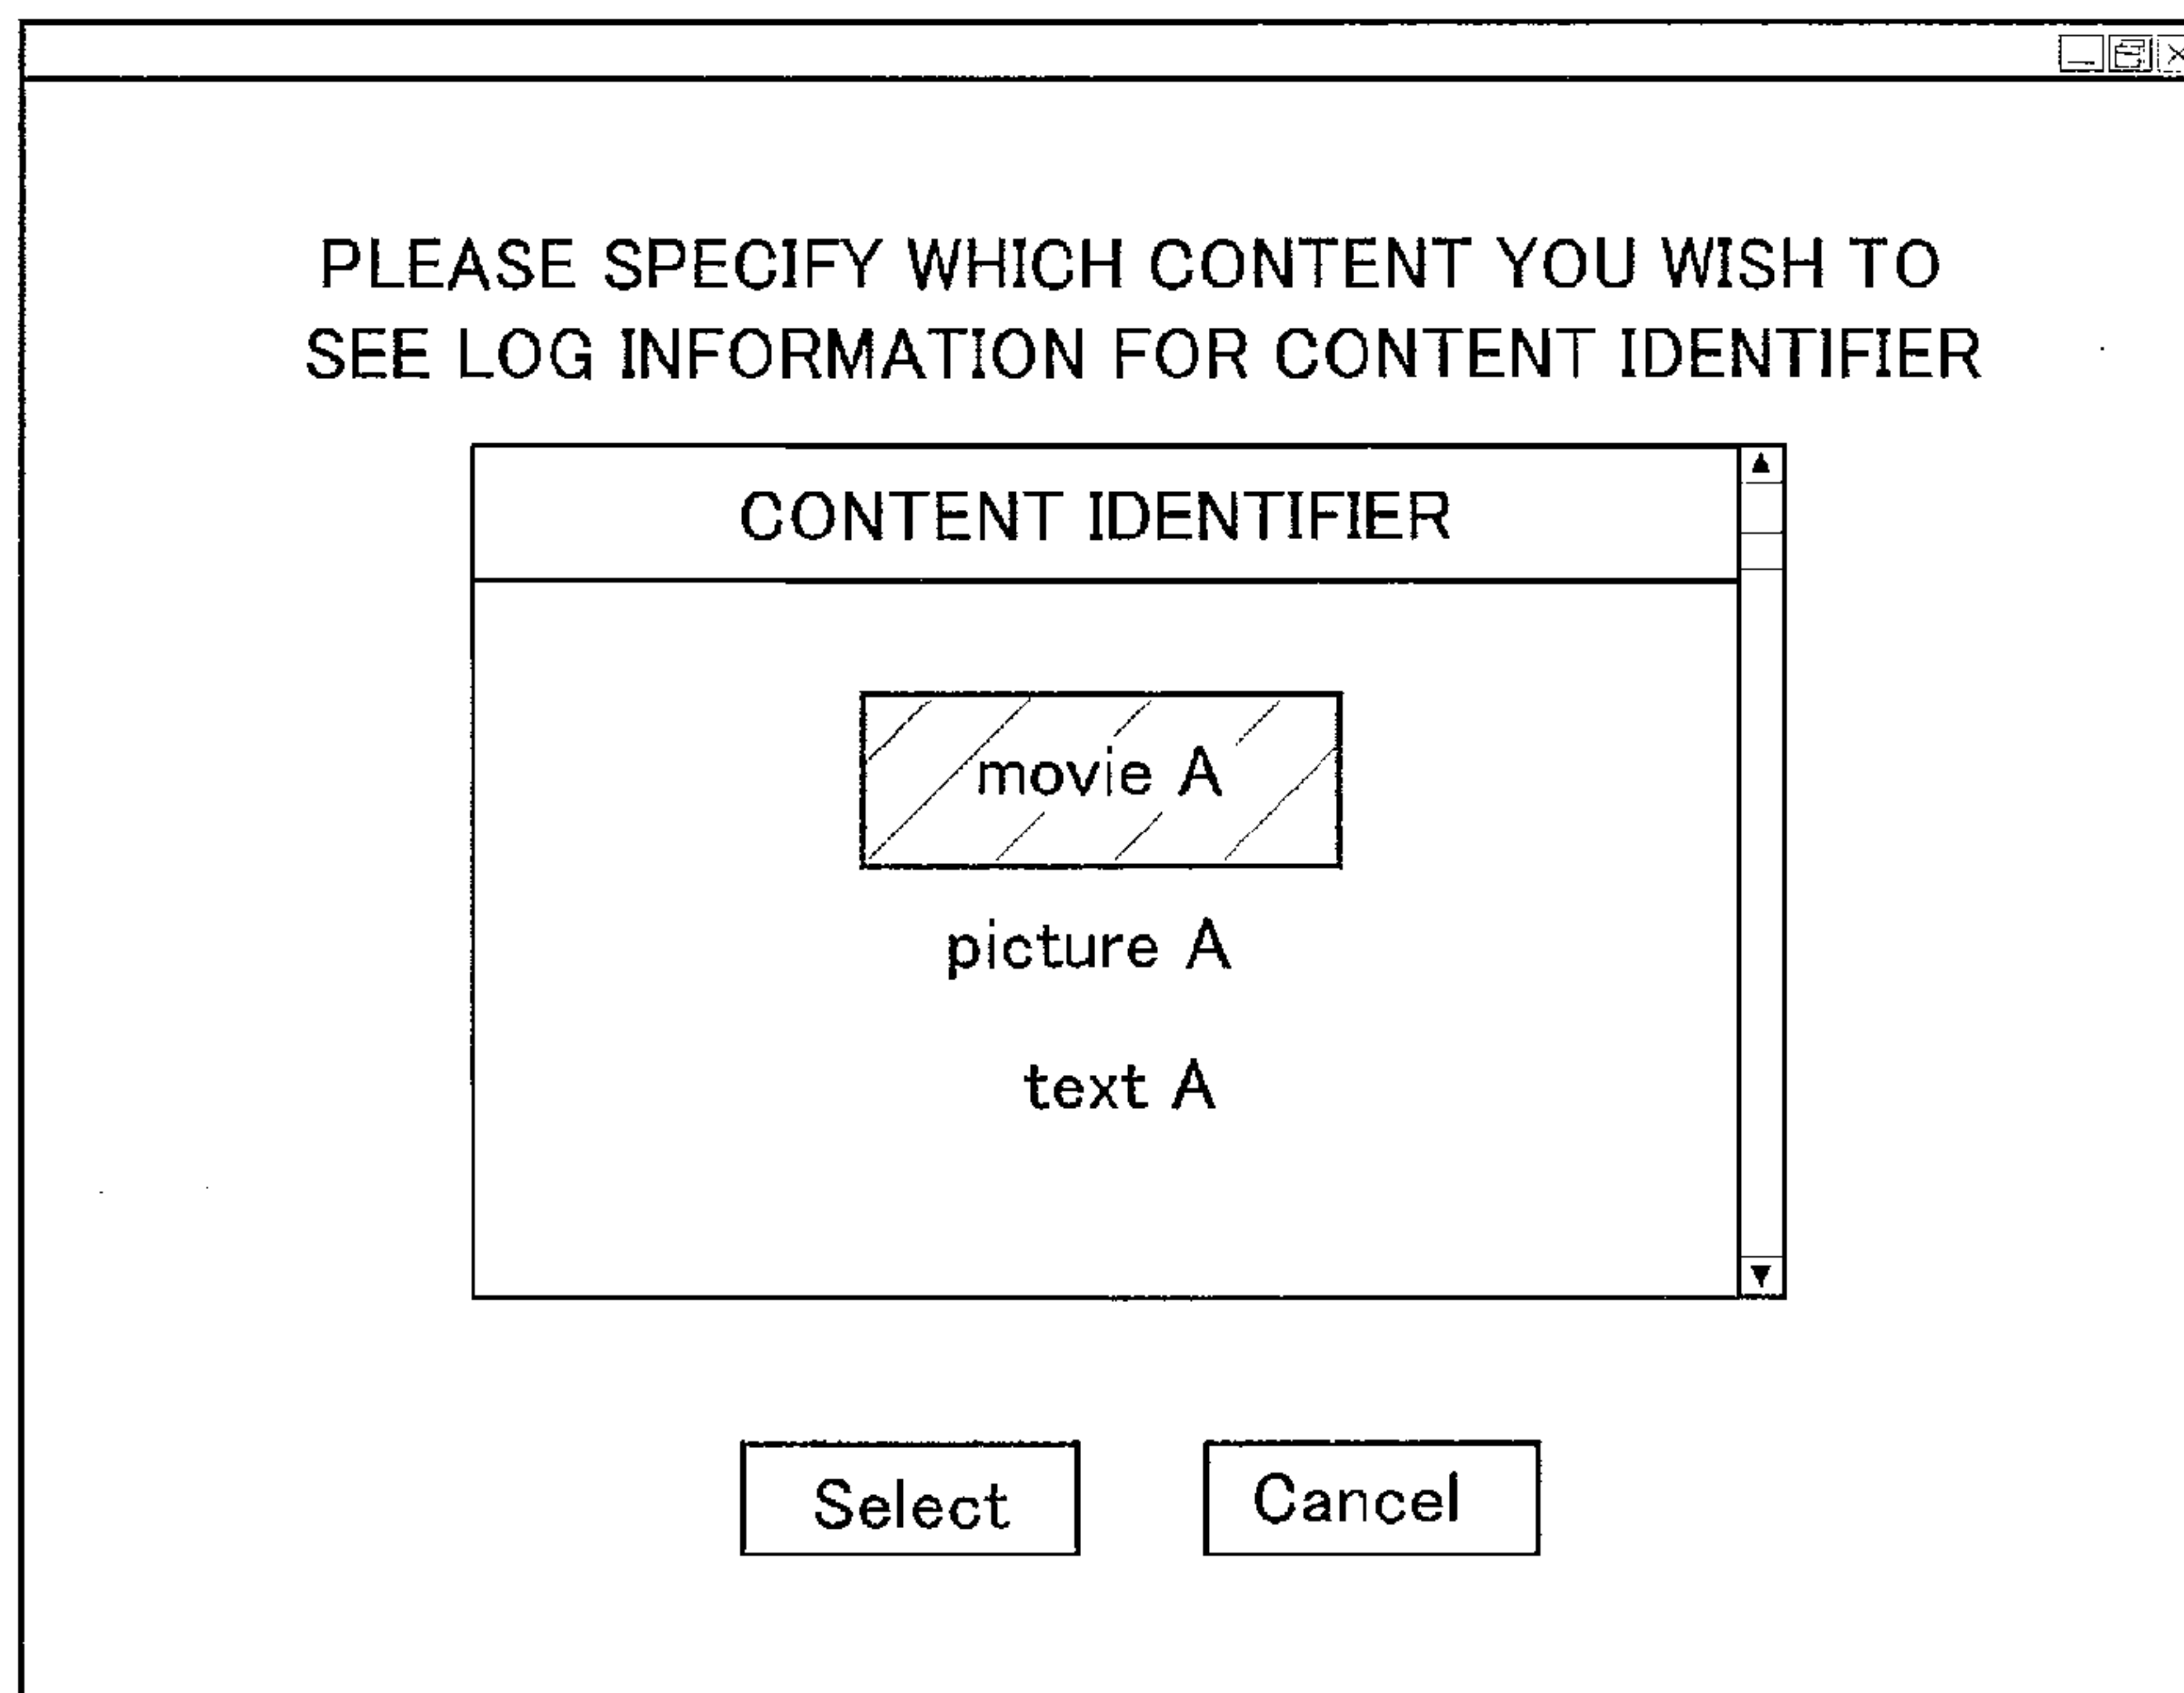 PLEASE SPECIFY WHICH CONTENT YOU WISH TO
SEE LOG INFORMATION FOR CONTENT IDENTIFIER
CONTENT IDENTIFIER
movie A
picture A
text A
Select
Cancel